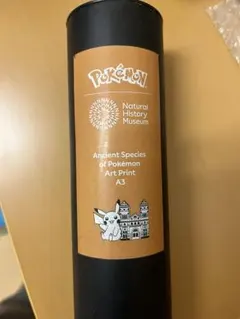 POKÉMON
Natural
History
Museum
Ancient Species
of Pokémon
Art Print
A3